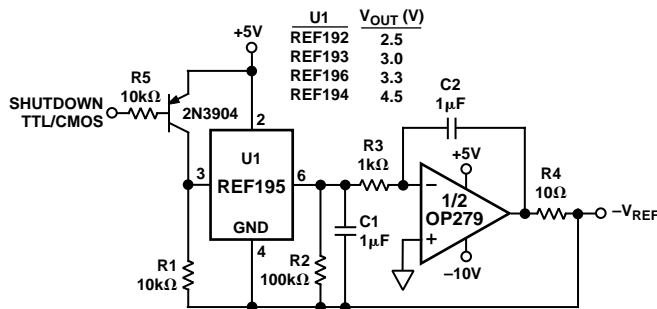 U1 VOUT (V)
REF192 2.5
REF193 3.0
REF196 3.3
REF194 4.5
+5V
R5
10kΩ
SHUTDOWN
TTL/CMOS
2N3904
2
U1
REF195
GND
3
6
4
R1
10kΩ
R2
100kΩ
C1
1µF
R3
1kΩ
C2
1µF
+5V
−
+
1/2
OP279
−10V
R4
10Ω
−VREF